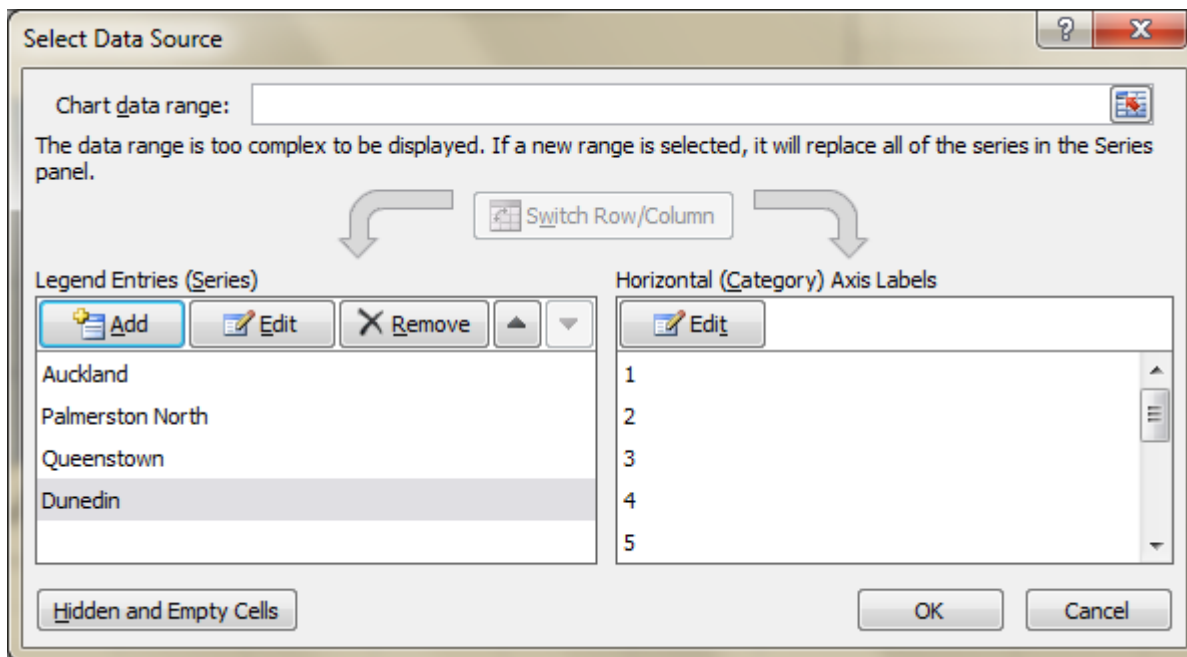 Select Data Source
Chart data range:
The data range is too complex to be displayed. If a new range is selected, it will replace all of the series in the Series
panel.
Switch Row/Column
Legend Entries (Series)
Horizontal (Category) Axis Labels
Add Edit Remove
Edit
Auckland
Palmerston North
Queenstown
Dunedin
1
2
3
4
5
Hidden and Empty Cells
OK
Cancel